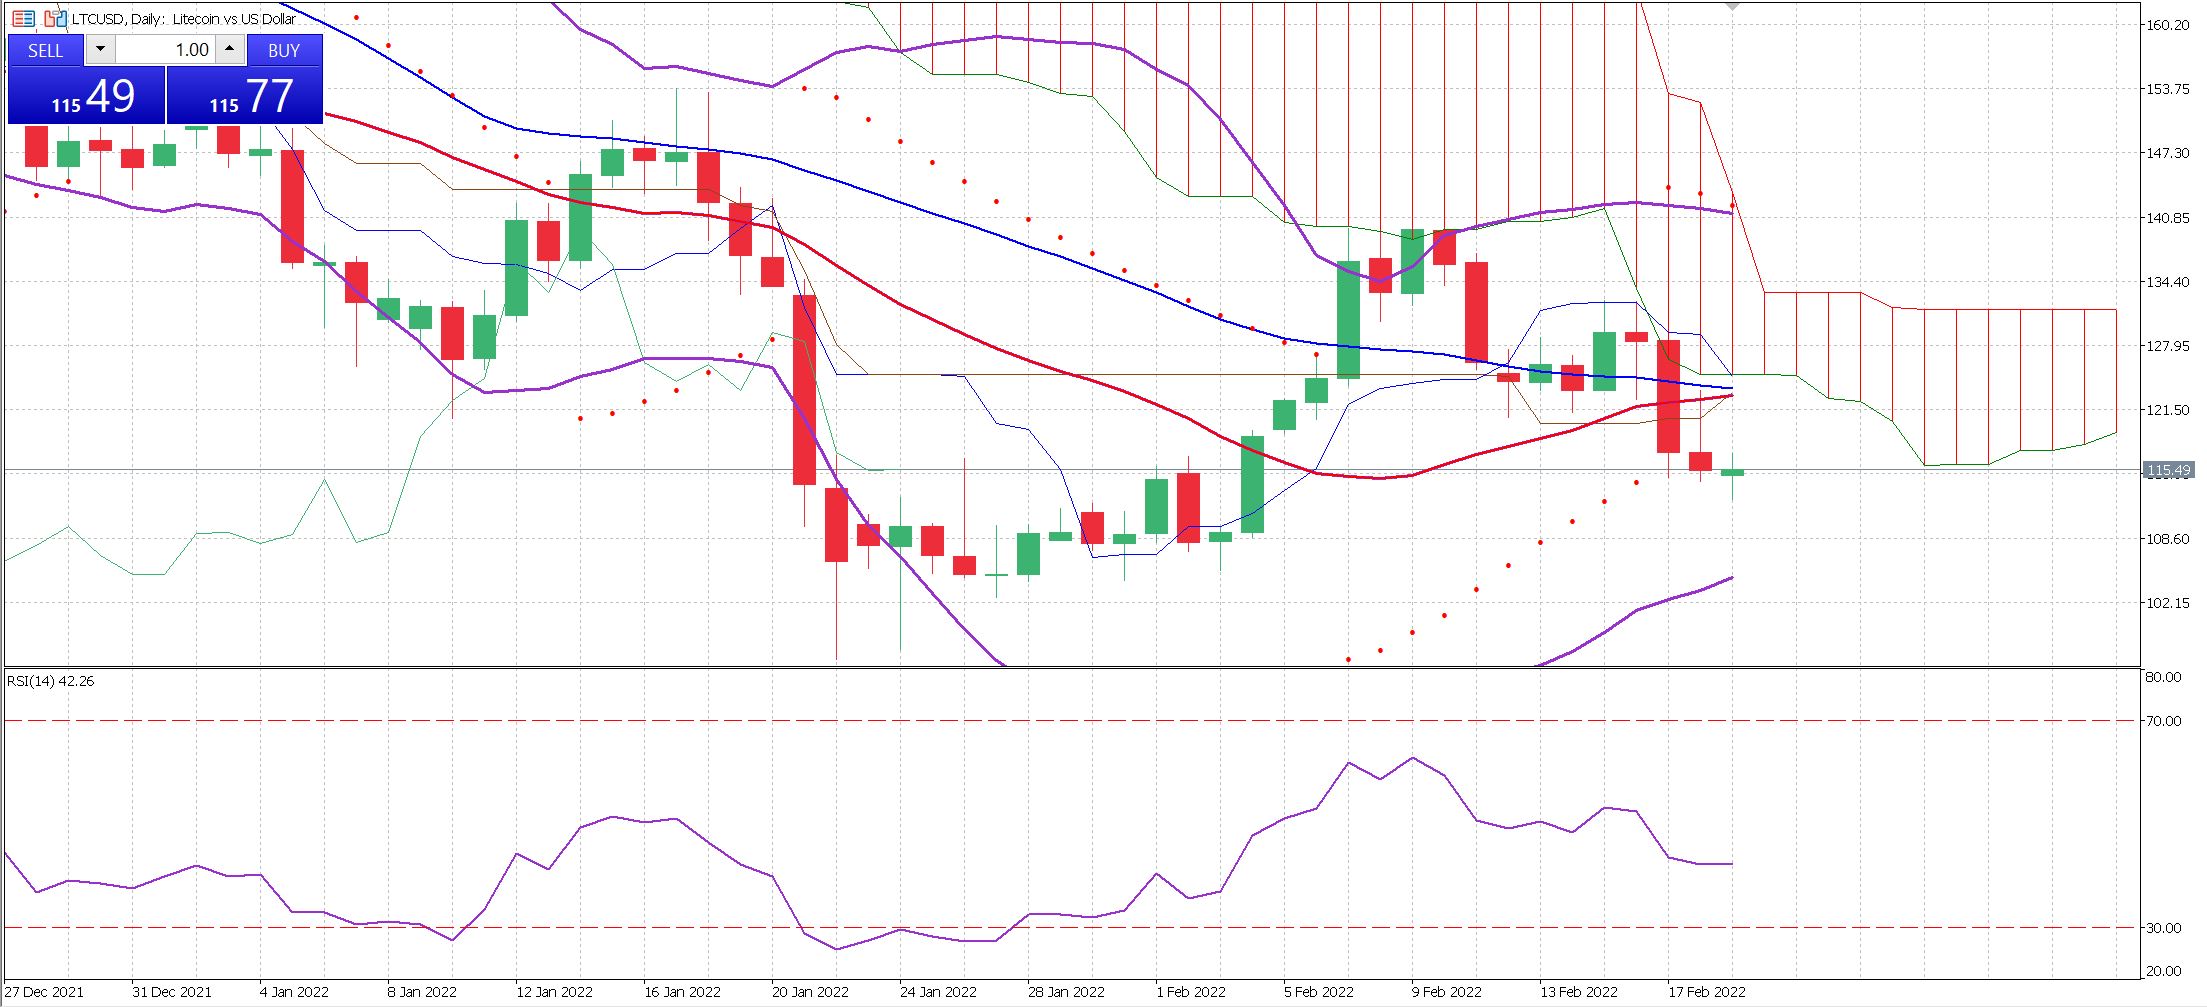 LTCUSD, Daily: Litecoin vs US Dollar
SELL 1.00 BUY
115 49 115 77
160.20
153.75
147.30
140.85
134.40
127.95
121.50
115.49
108.60
102.15
RSI(14) 42.26
80.00
70.00
30.00
20.00
27 Dec 2021 31 Dec 2021 4 Jan 2022 8 Jan 2022 12 Jan 2022 16 Jan 2022 20 Jan 2022 24 Jan 2022 28 Jan 2022 1 Feb 2022 5 Feb 2022 9 Feb 2022 13 Feb 2022 17 Feb 2022